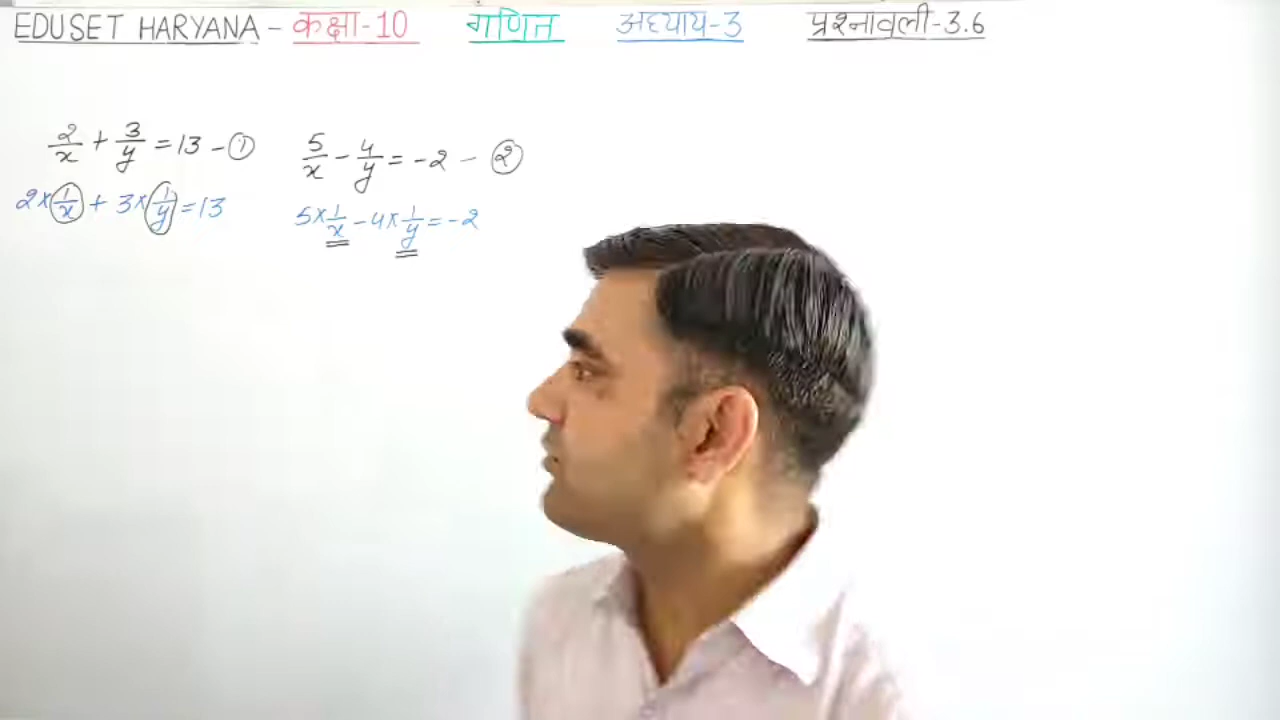 EDUSET HARYANA - कक्षा-10 गणित अध्याय-3 प्रश्नावली-3.6
2/x + 3/y = 13 - ① 5/x - 4/y = -2 - ②
2×1/x + 3×1/y = 13 5×1/x - 4×1/y = -2